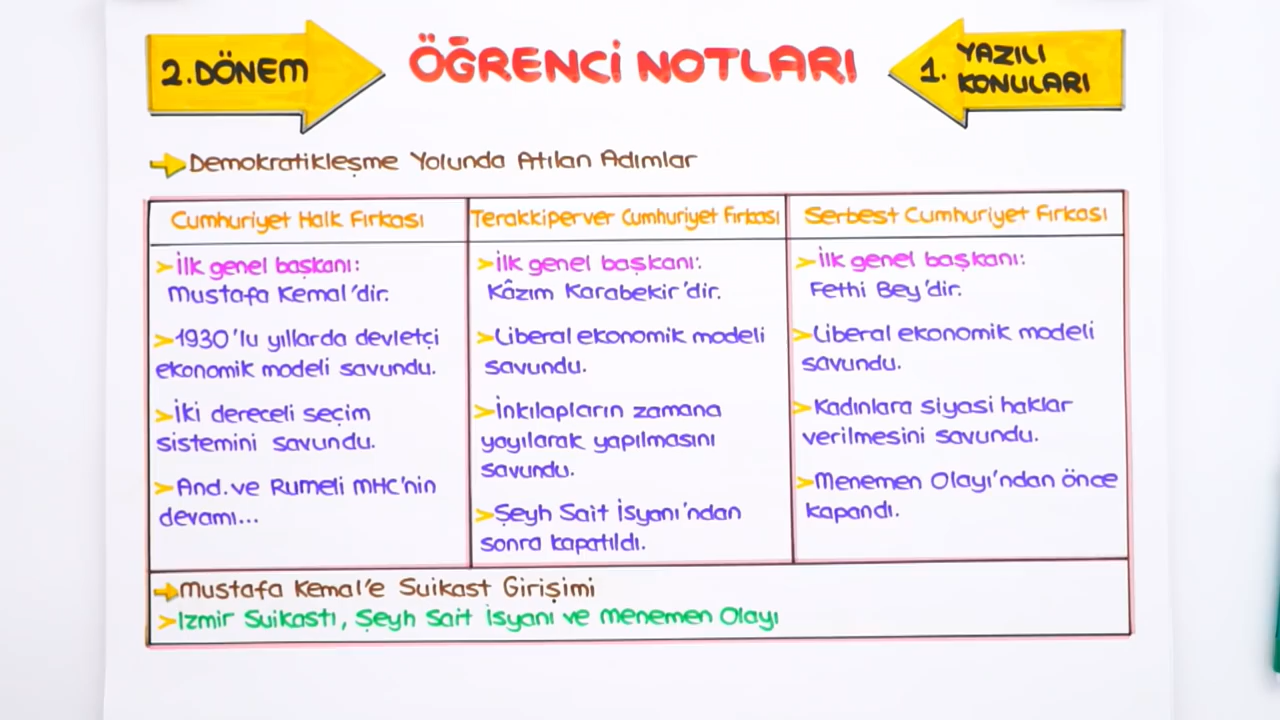 2. DÖNEM
ÖĞRENCİ NOTLARI
1. YAZILI
KONULARI
Demokratikleşme Yolunda Atılan Adımlar
Cumhuriyet Halk Fırkası
İlk genel başkanı:
Mustafa Kemal'dir.
1930'lu yıllarda devletçi
ekonomik modeli savundu.
İki dereceli seçim
sistemini savundu.
And. ve Rumeli MHC'nin
devamı...
Terakkiperver Cumhuriyet Fırkası
İlk genel başkanı:
Kâzım Karabekir'dir.
Liberal ekonomik modeli
savundu.
İnkılapların zamana
yayılarak yapılmasını
savundu.
Şeyh Sait İsyanı'ndan
sonra kapatıldı.
Serbest Cumhuriyet Fırkası
İlk genel başkanı:
Fethi Bey'dir.
Liberal ekonomik modeli
savundu.
Kadınlara siyasi haklar
verilmesini savundu.
Menemen Olayı'ndan önce
kapandı.
Mustafa Kemal'e Suikast Girişimi
İzmir Suikastı, Şeyh Sait İsyanı ve Menemen Olayı